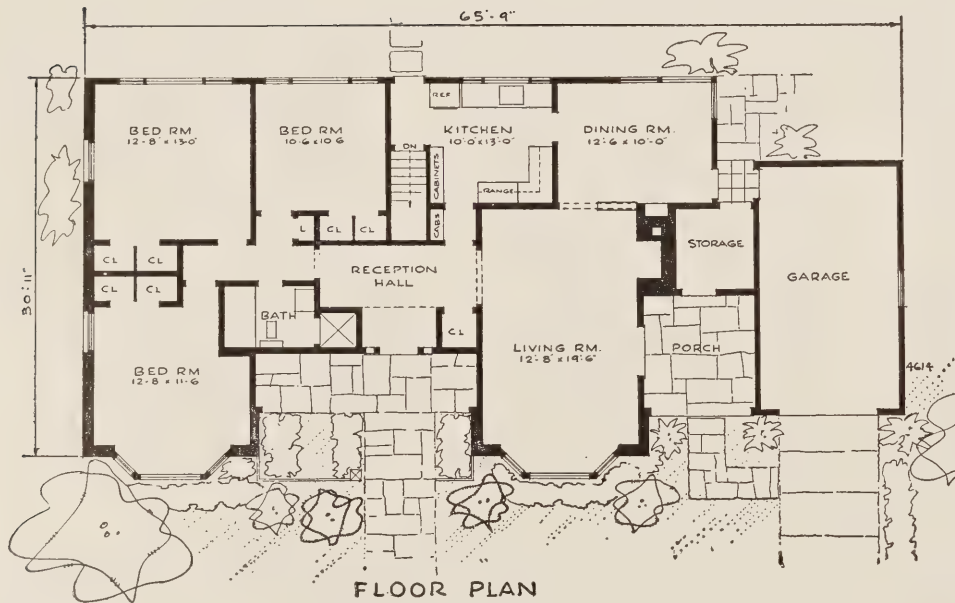 65'-9"
30'-11"
BED RM
12'-8" x 13'-0"
BED RM
10'-6 x 10'-6
REF
KITCHEN
10'-0" x 13'-0"
DINING RM.
12'-6 x 10'-0"
DN
CABINETS
RANGE
CABS
L
CL
CL
CL
CL
CL
CL
RECEPTION
HALL
STORAGE
GARAGE
BATH
CL
LIVING RM.
12'-8" x 19'-6"
PORCH
BED RM
12'-8 x 11'-6
4614
FLOOR PLAN